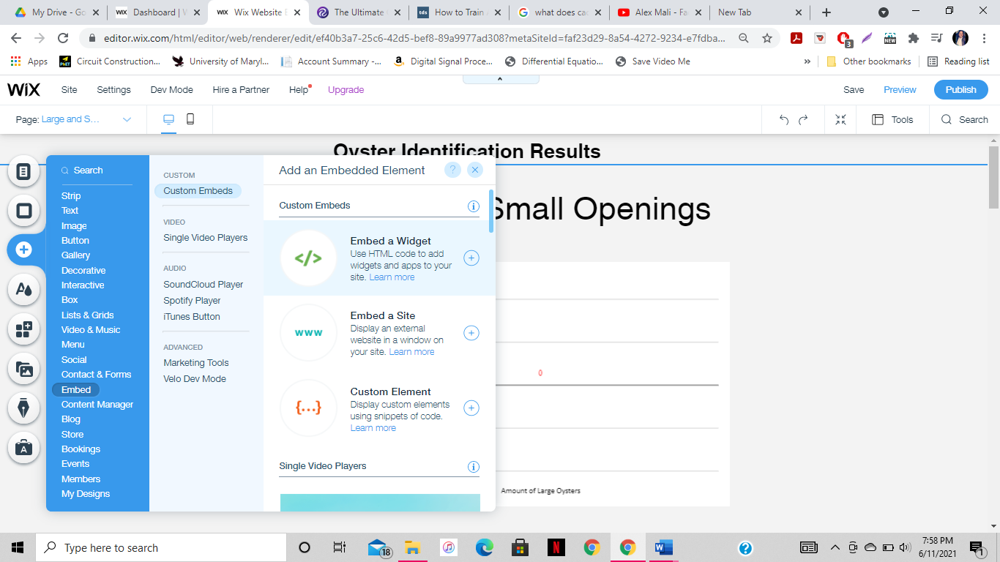 My Drive - Go
WIX Dashboard | W
WIX Wix Website E
The Ultimate
tds How to Train
what does cac
Alex Mali - Fa
New Tab
editor.wix.com/html/editor/web/renderer/edit/ef40b3a7-25c6-42d5-bef8-89a9977ad308?metaSiteId=faf23d29-8a54-4272-9234-e7fdba...
3
NEW
Apps
Circuit Construction...
University of Maryl...
Account Summary -...
Digital Signal Proce...
Differential Equatio...
Save Video Me
»
Other bookmarks
Reading list
WiX
Site
Settings
Dev Mode
Hire a Partner
Help
Upgrade
Save
Preview
Publish
Page: Large and S...
Tools
Search
Oyster Identification Results
Small Openings
Search
Strip
Text
Image
Button
Gallery
Decorative
Interactive
Box
Lists & Grids
Video & Music
Menu
Social
Contact & Forms
Embed
Content Manager
Blog
Store
Bookings
Events
Members
My Designs
CUSTOM
Custom Embeds
VIDEO
Single Video Players
AUDIO
SoundCloud Player
Spotify Player
iTunes Button
ADVANCED
Marketing Tools
Velo Dev Mode
Add an Embedded Element
?
Custom Embeds
</>
Embed a Widget
Use HTML code to add
widgets and apps to your
site. Learn more
www
Embed a Site
Display an external
website in a window on
your site. Learn more
{...}
Custom Element
Display custom elements
using snippets of code.
Learn more
Single Video Players
0
Amount of Large Oysters
Type here to search
18
7:58 PM
6/11/2021
1